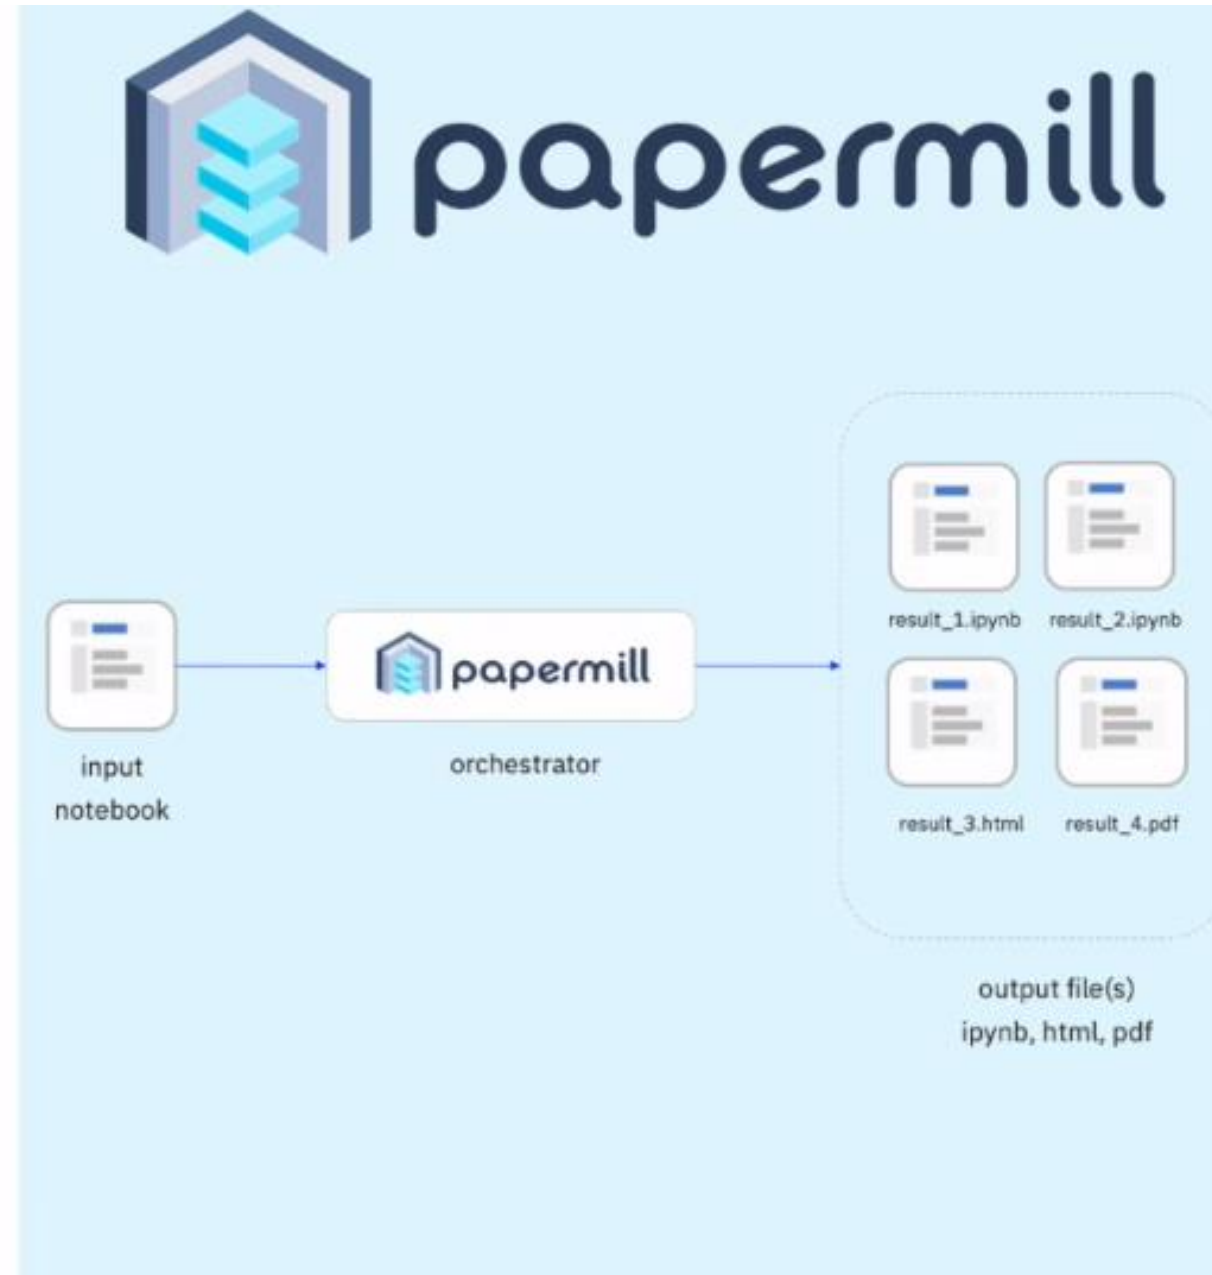 papermill
input
notebook
papermill
orchestrator
result_1.ipynb
result_2.ipynb
result_3.html
result_4.pdf
output file(s)
ipynb, html, pdf